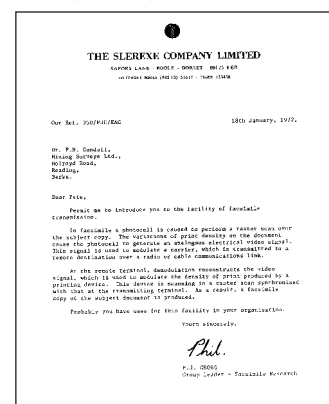 THE SLEREXE COMPANY LIMITED
SAPORS LANE - BOOLE - DORSET - BH25 8ER
TELEPHONE BOOLE (945 13) 51617 - TELEX 123456
Our Ref. 350/PJC/EAC
18th January, 1972.
Dr. P.N. Cundall,
Mining Surveys Ltd.,
Holroyd Road,
Reading,
Berks.
Dear Pete,
Permit me to introduce you to the facility of facsimile
transmission.
In facsimile a photocell is caused to perform a raster scan over
the subject copy. The variations of print density on the document
cause the photocell to generate an analogous electrical video signal.
This signal is used to modulate a carrier, which is transmitted to a
remote destination over a radio or cable communications link.
At the remote terminal, demodulation reconstructs the video
signal, which is used to modulate the density of print produced by a
printing device. This device is scanning in a raster scan synchronised
with that at the transmitting terminal. As a result, a facsimile
copy of the subject document is produced.
Probably you have uses for this facility in your organisation.
Yours sincerely,
Phil.
P.J. CROSS
Group Leader - Facsimile Research